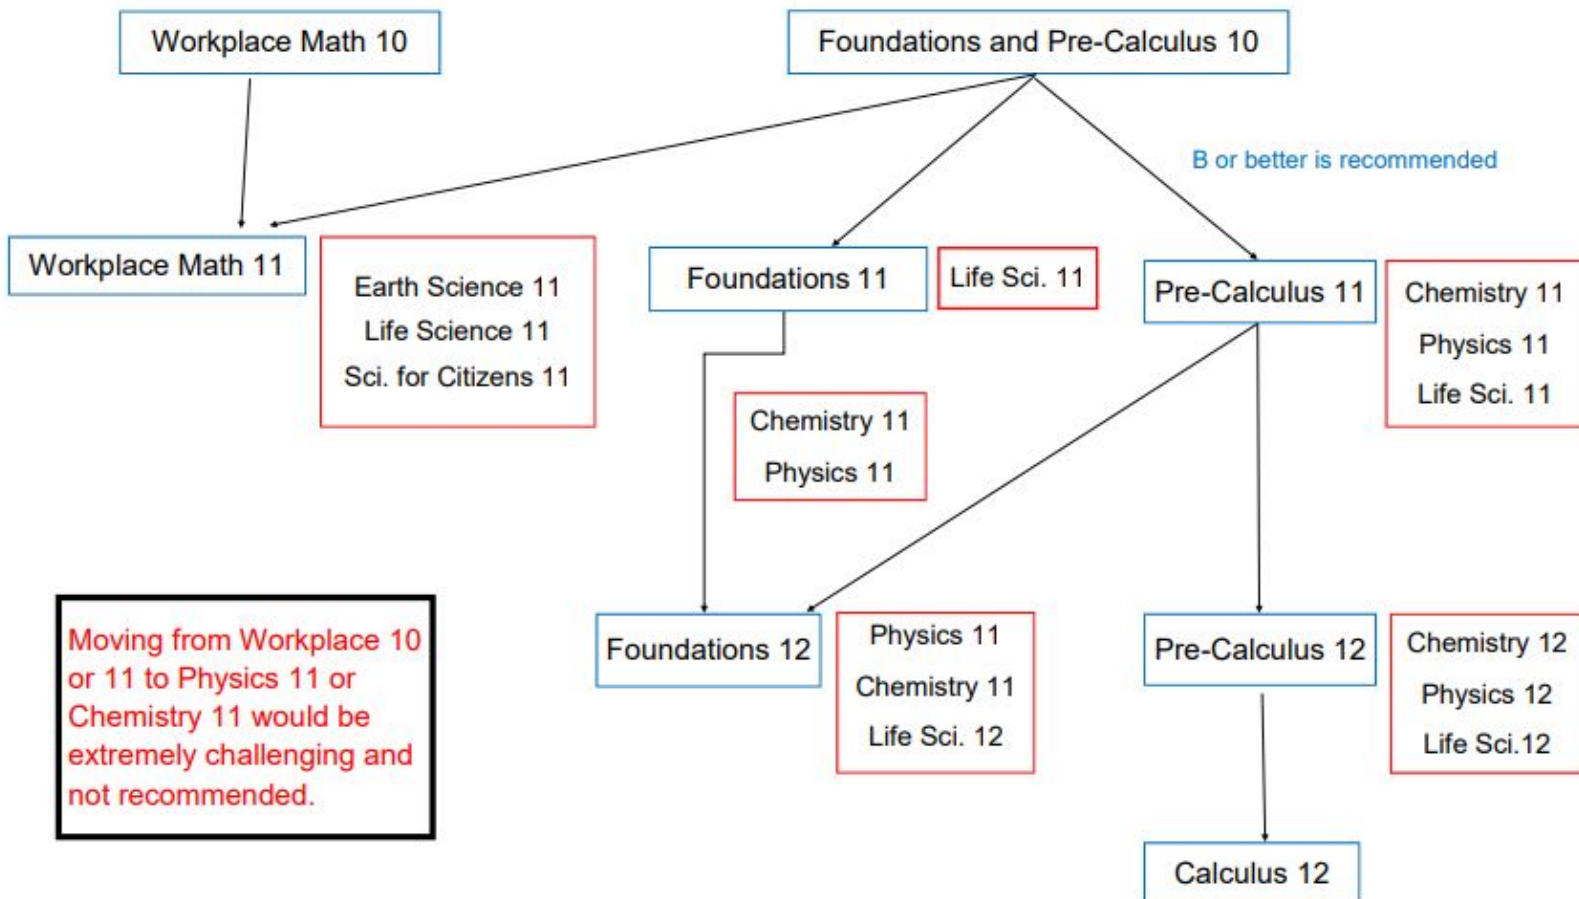 Workplace Math 10
Foundations and Pre-Calculus 10
B or better is recommended
Workplace Math 11
Earth Science 11
Life Science 11
Sci. for Citizens 11
Foundations 11
Life Sci. 11
Pre-Calculus 11
Chemistry 11
Physics 11
Life Sci. 11
Chemistry 11
Physics 11
Moving from Workplace 10
or 11 to Physics 11 or
Chemistry 11 would be
extremely challenging and
not recommended.
Foundations 12
Physics 11
Chemistry 11
Life Sci. 12
Pre-Calculus 12
Chemistry 12
Physics 12
Life Sci.12
Calculus 12